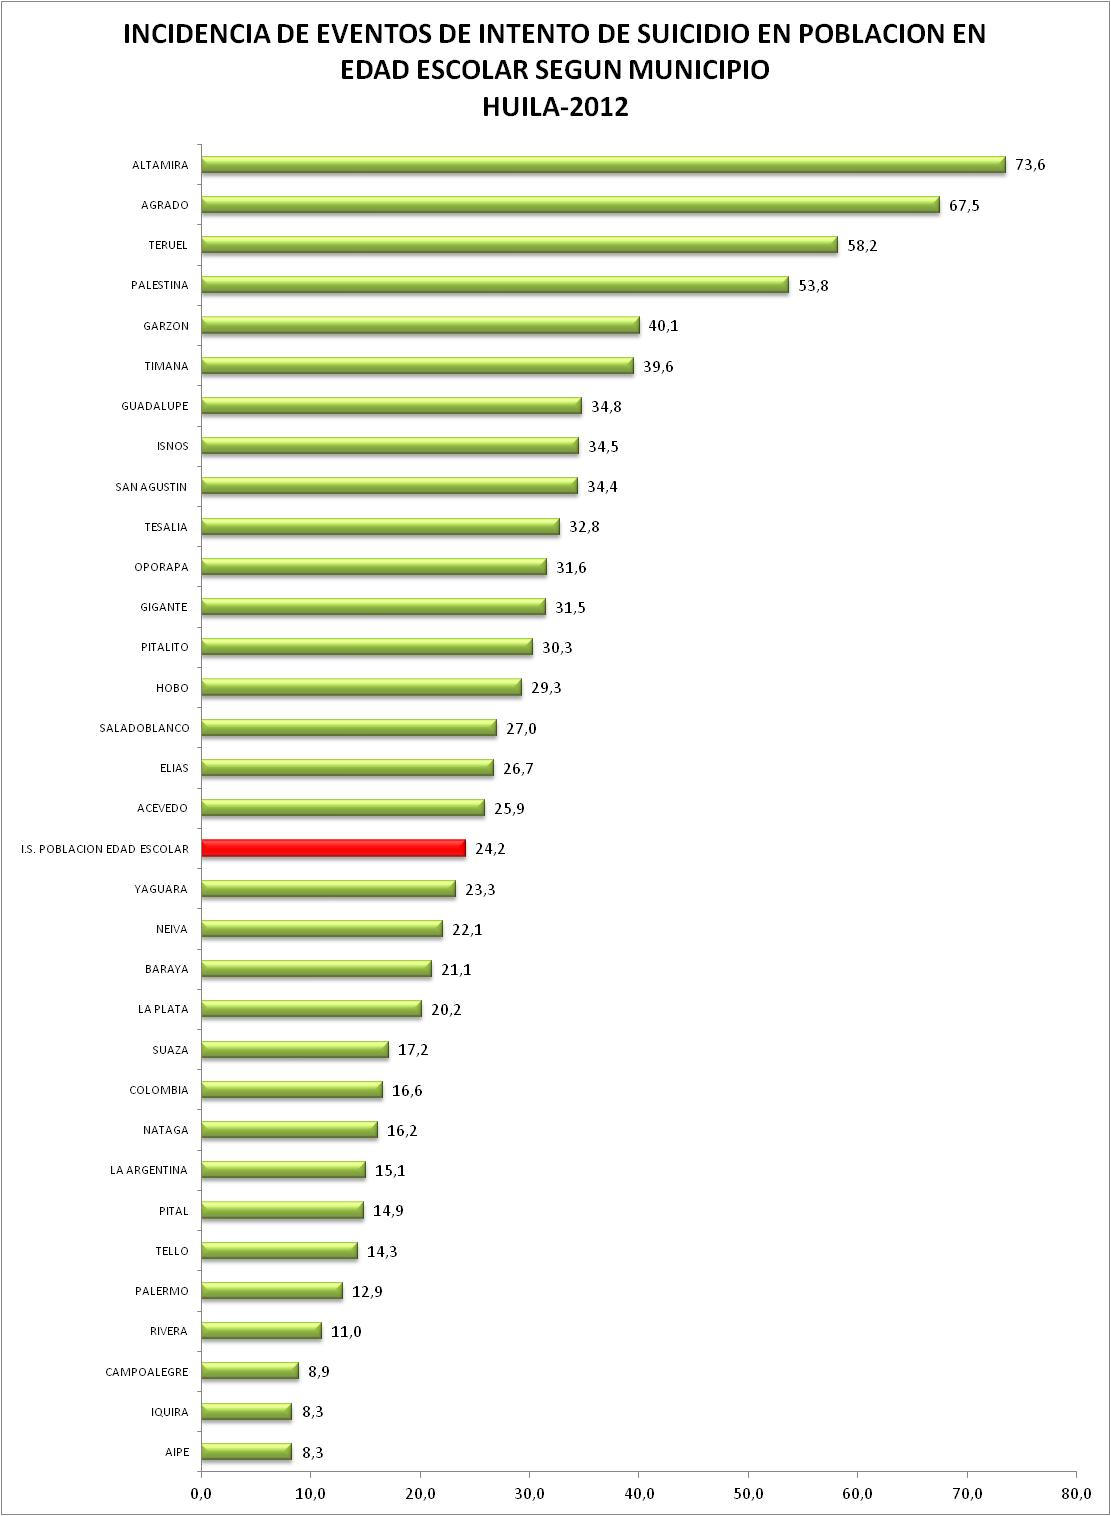 INCIDENCIA DE EVENTOS DE INTENTO DE SUICIDIO EN POBLACION EN
EDAD ESCOLAR SEGUN MUNICIPIO
HUILA-2012
ALTAMIRA 73,6
AGRADO 67,5
TERUEL 58,2
PALESTINA 53,8
GARZON 40,1
TIMANA 39,6
GUADALUPE 34,8
ISNOS 34,5
SAN AGUSTIN 34,4
TESALIA 32,8
OPORAPA 31,6
GIGANTE 31,5
PITALITO 30,3
HOBO 29,3
SALADOBLANCO 27,0
ELIAS 26,7
ACEVEDO 25,9
I.S. POBLACION EDAD ESCOLAR 24,2
YAGUARA 23,3
NEIVA 22,1
BARAYA 21,1
LA PLATA 20,2
SUAZA 17,2
COLOMBIA 16,6
NATAGA 16,2
LA ARGENTINA 15,1
PITAL 14,9
TELLO 14,3
PALERMO 12,9
RIVERA 11,0
CAMPOALEGRE 8,9
IQUIRA 8,3
AIPE 8,3
0,0 10,0 20,0 30,0 40,0 50,0 60,0 70,0 80,0